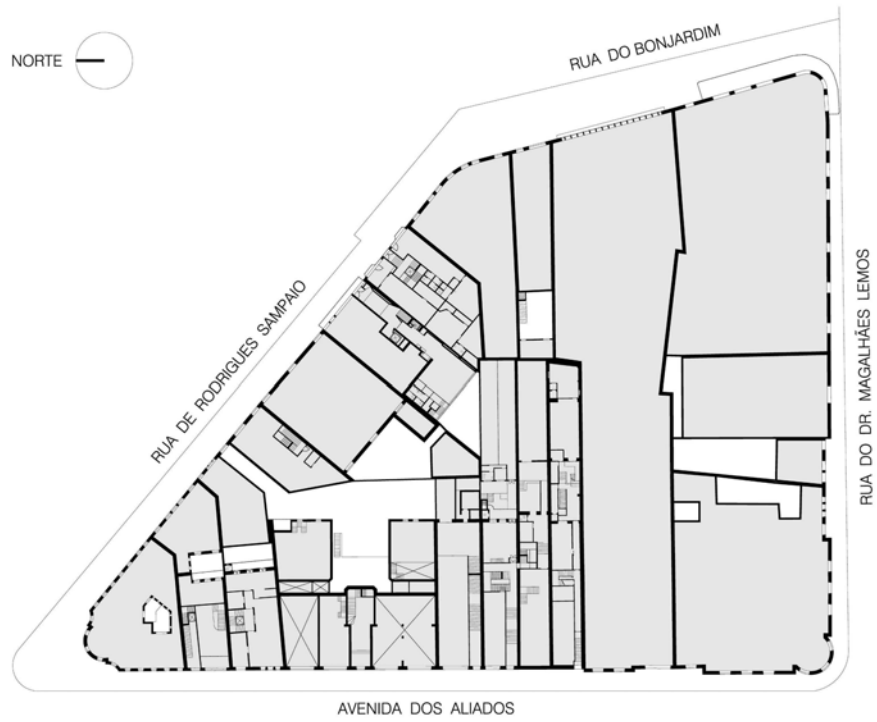 NORTE
RUA DO BONJARDIM
RUA DE RODRIGUES SAMPAIO
RUA DO DR. MAGALHÃES LEMOS
AVENIDA DOS ALIADOS